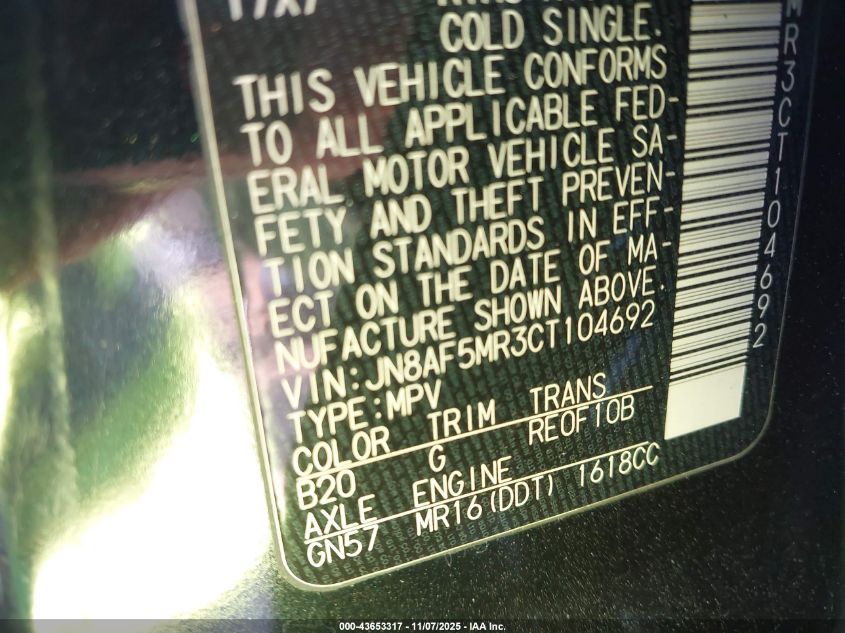 17X7
COLD SINGLE.
THIS VEHICLE CONFORMS
TO ALL APPLICABLE FED-
ERAL MOTOR VEHICLE SA-
FETY AND THEFT PREVEN-
TION STANDARDS IN EFF-
ECT ON THE DATE OF MA-
NUFACTURE SHOWN ABOVE.
VIN:JN8AF5MR3CT104692
TYPE:MPV
COLOR TRIM TRANS
B20 G REOF10B
AXLE ENGINE
GN57 MR16(DDT) 1618CC
MR3CT104692
000-43653317 - 11/07/2025 - IAA Inc.